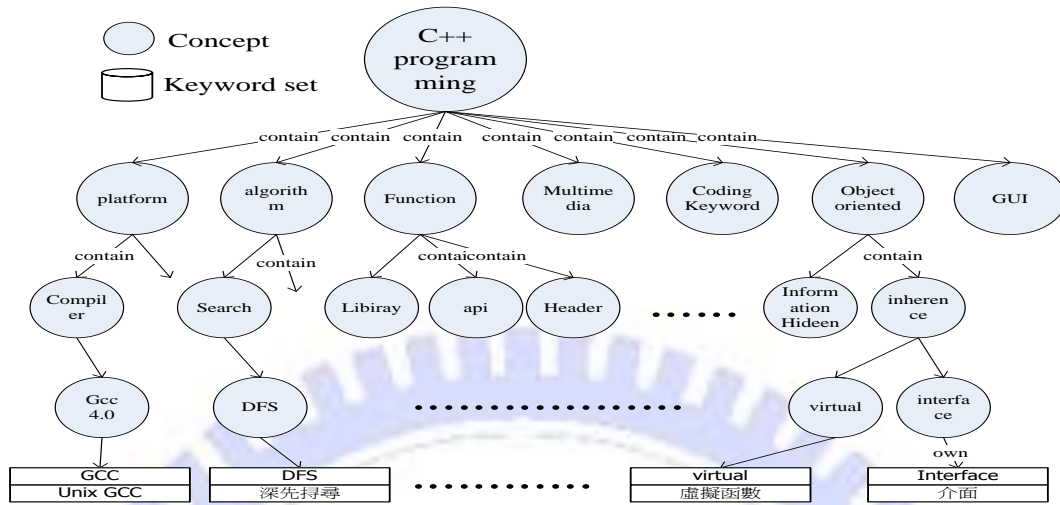 Concept
Keyword set
C++
program
ming
contain
contain
contain
contain
contain
contain
contain
platform
algorith
m
Function
Multime
dia
Coding
Keyword
Object
oriented
GUI
contain
contain
contain
contain
contain
Compil
er
Search
Libiray
api
Header
Inform
ation
Hideen
inheren
ce
Gcc
4.0
DFS
virtual
interfa
ce
own
GCC
Unix GCC
DFS
深先搜尋
virtual
虛擬函數
Interface
介面